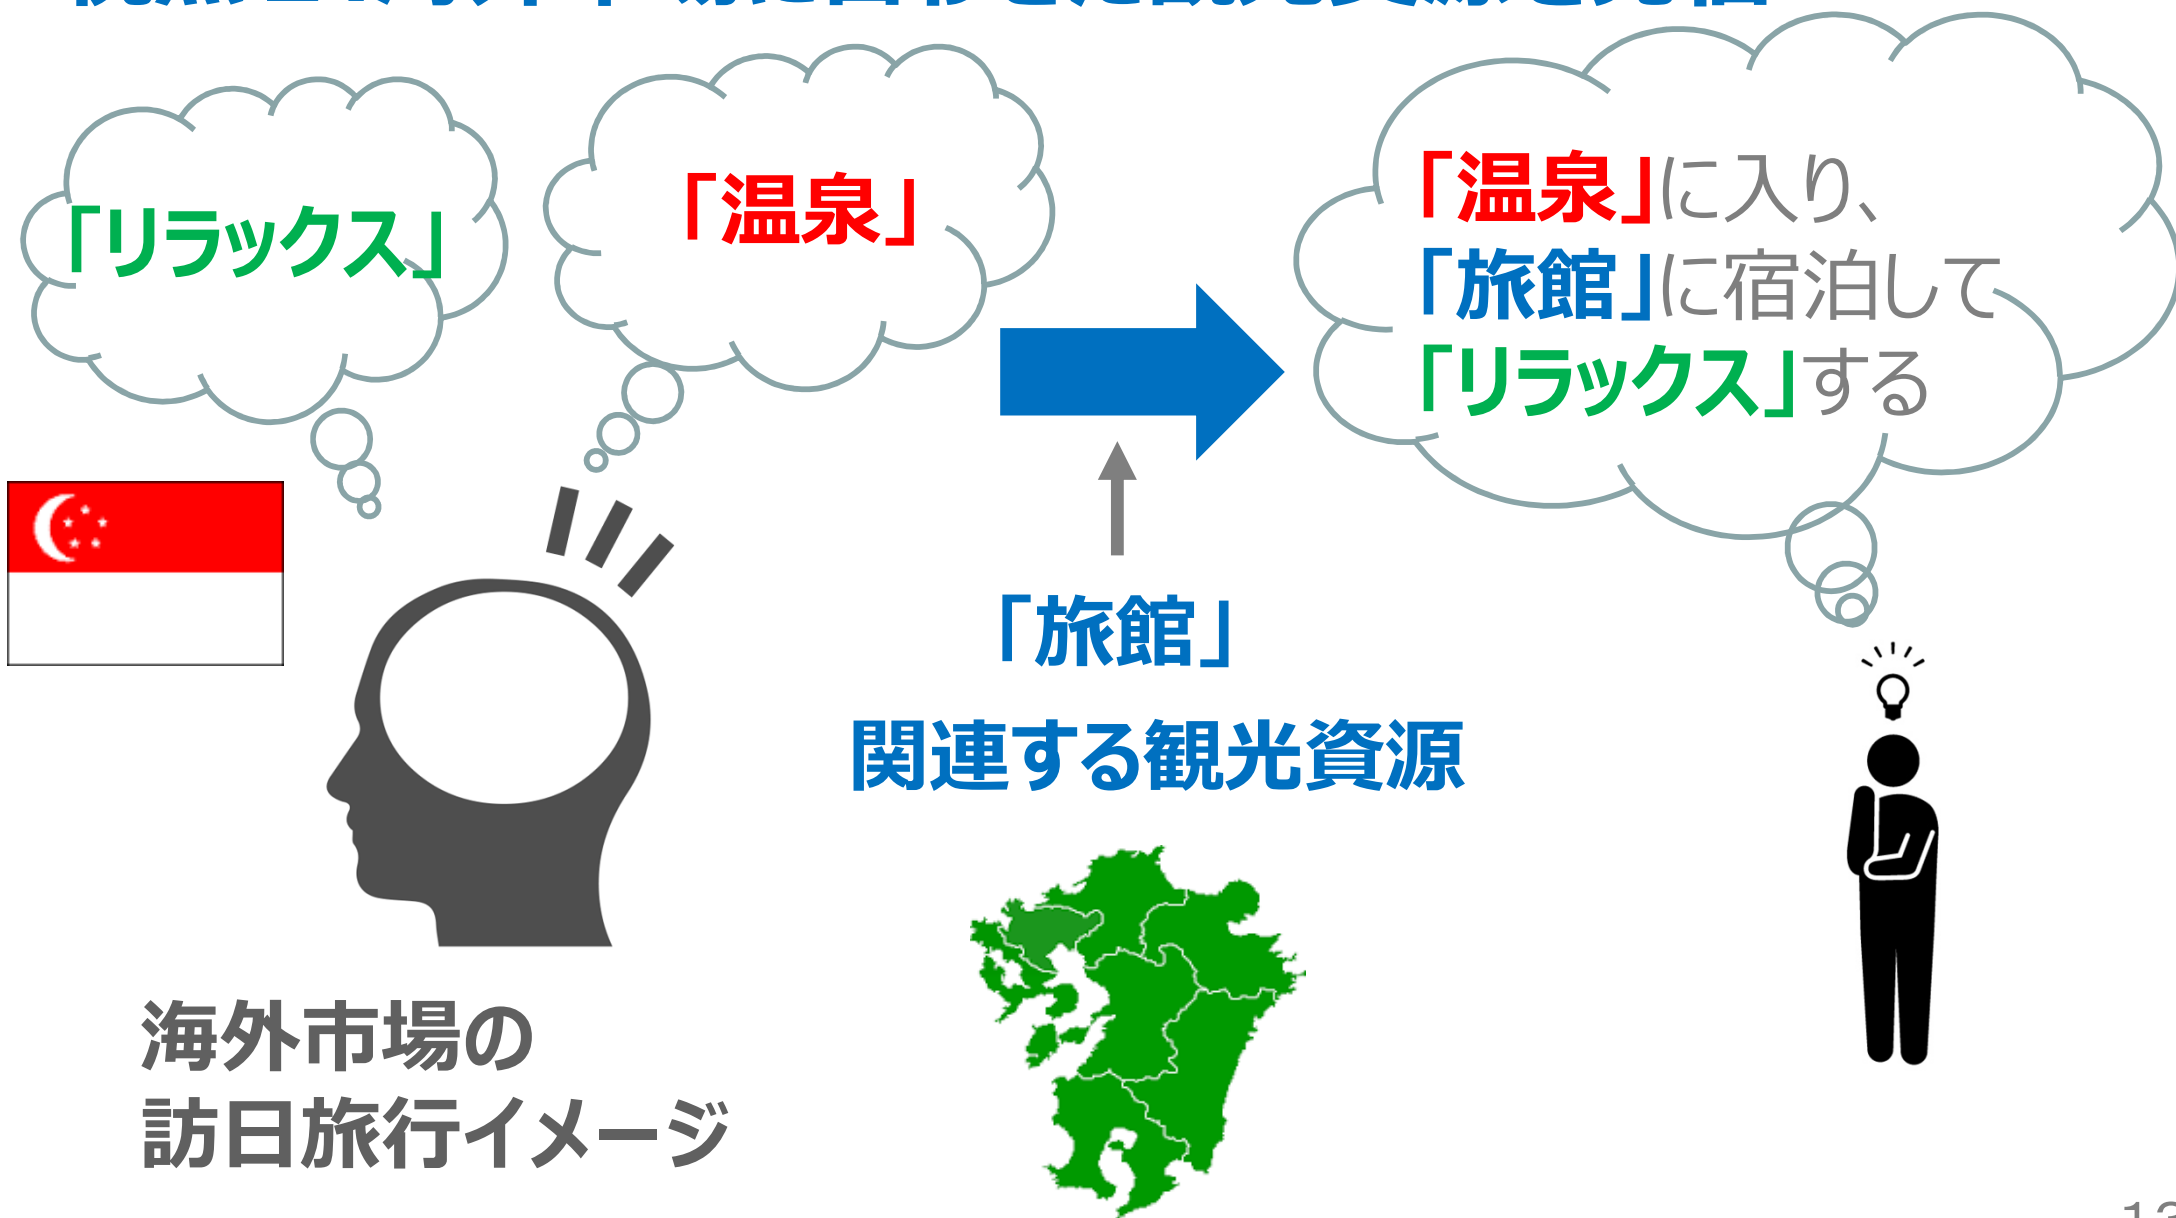 「リラックス」
「温泉」
「温泉」に入り、
「旅館」に宿泊して
「リラックス」する
「旅館」
関連する観光資源
海外市場の
訪日旅行イメージ